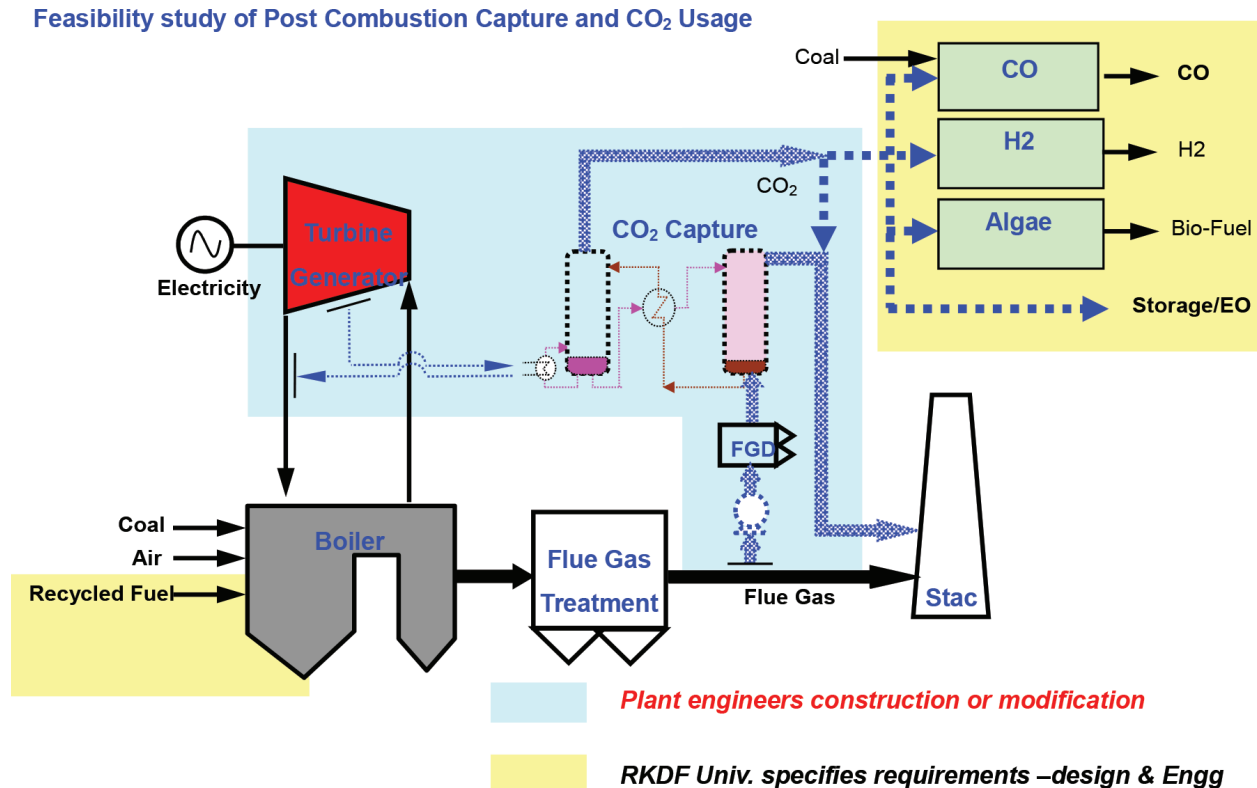 Feasibility study of Post Combustion Capture and CO₂ Usage
Coal
CO
CO
H2
H2
Algae
Bio-Fuel
Storage/EO
CO₂
CO₂ Capture
Turbine
Generator
Electricity
FGD
Coal
Air
Recycled Fuel
Boiler
Flue Gas
Treatment
Flue Gas
Stac
Plant engineers construction or modification
RKDF Univ. specifies requirements –design & Engg